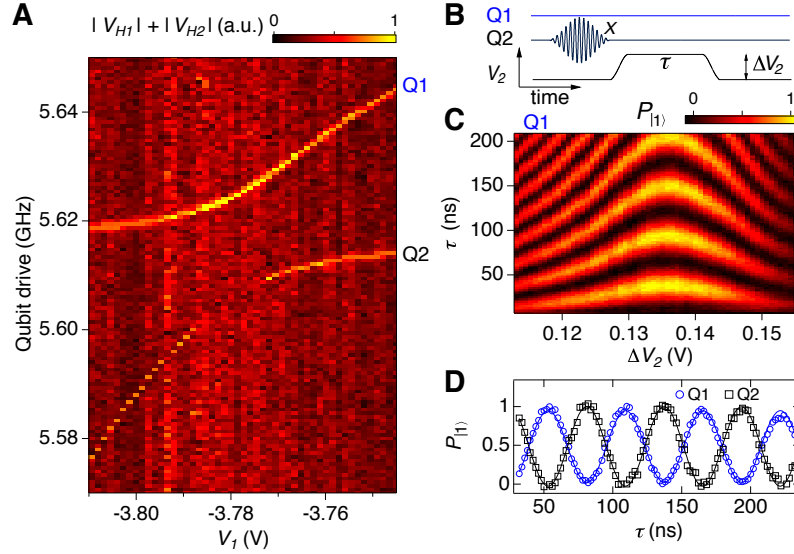 A
| V_H1 | + | V_H2 | (a.u.)
0 1
Q1
Q2
Qubit drive (GHz)
5.64
5.62
5.60
5.58
-3.80 -3.78 -3.76
V_1 (V)
B
Q1
Q2
X
V_2
τ
ΔV_2
time
C
Q1
P_|1⟩
0 1
τ (ns)
200
150
100
50
0.12 0.13 0.14 0.15
ΔV_2 (V)
D
Q1 Q2
P_|1⟩
1
0.5
0
50 100 150 200
τ (ns)